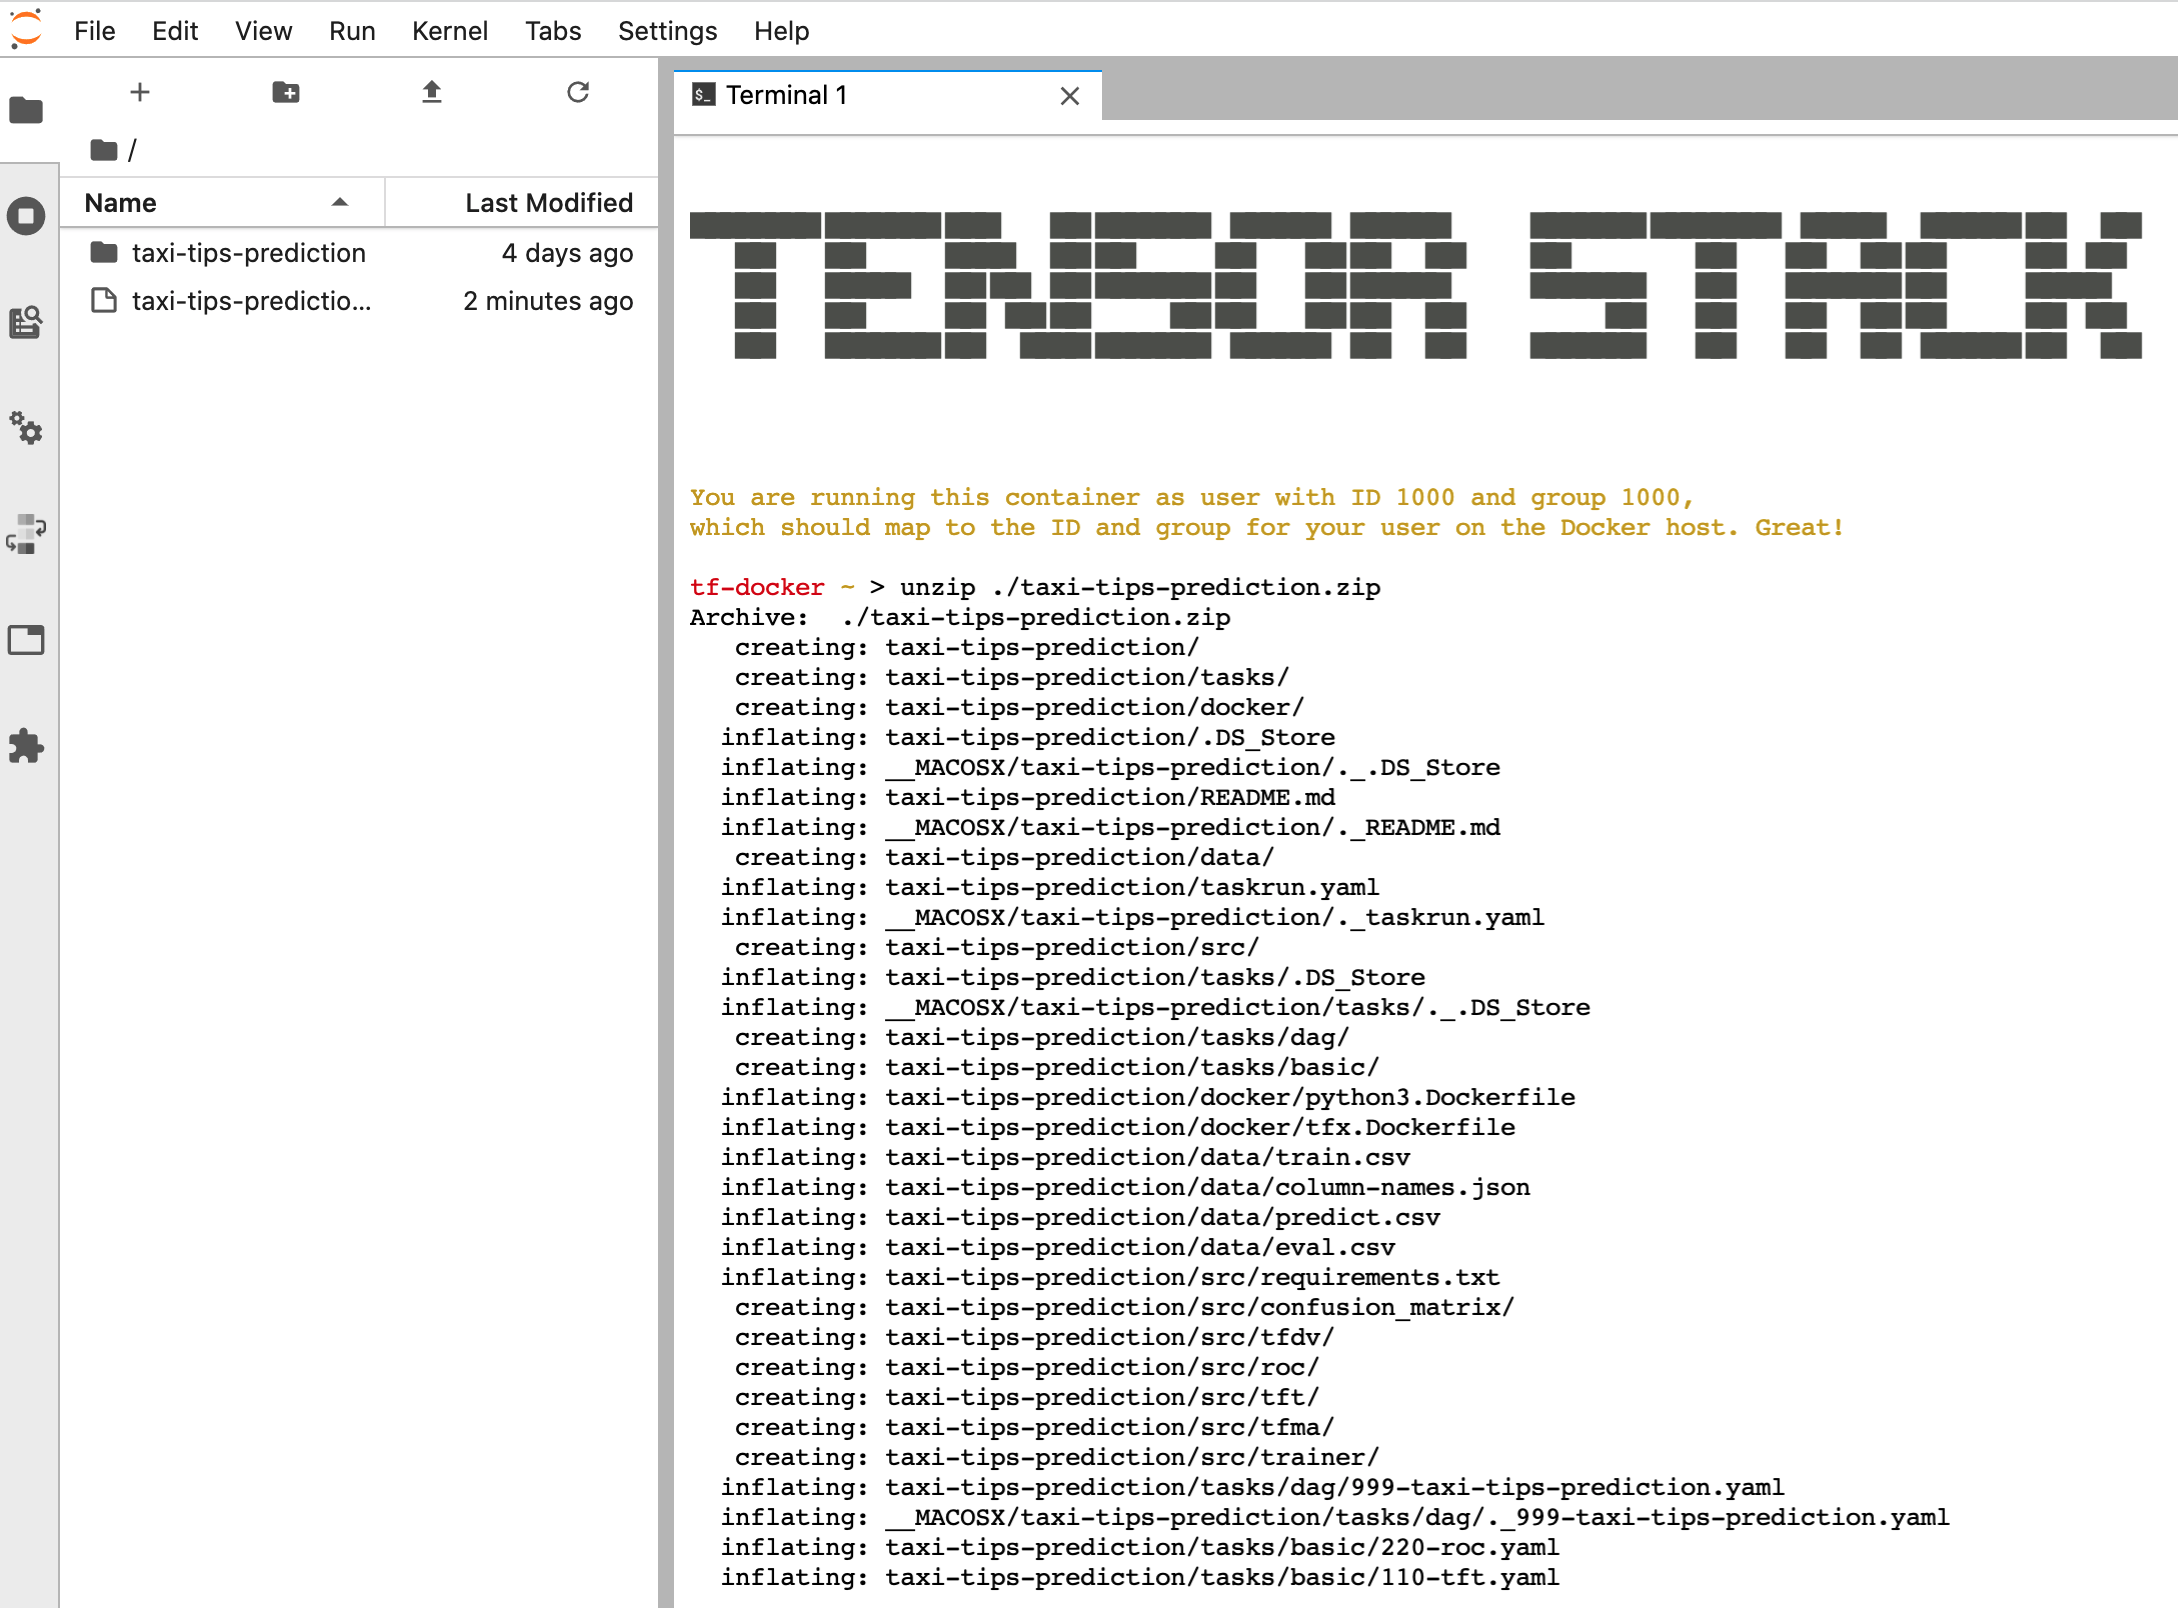 File Edit View Run Kernel Tabs Settings Help
$_ Terminal 1
/
Name Last Modified
taxi-tips-prediction 4 days ago
taxi-tips-predictio... 2 minutes ago
TENSOR STACK
You are running this container as user with ID 1000 and group 1000,
which should map to the ID and group for your user on the Docker host. Great!
tf-docker ~ > unzip ./taxi-tips-prediction.zip
Archive:  ./taxi-tips-prediction.zip
creating: taxi-tips-prediction/
creating: taxi-tips-prediction/tasks/
creating: taxi-tips-prediction/docker/
inflating: taxi-tips-prediction/.DS_Store
inflating: __MACOSX/taxi-tips-prediction/._.DS_Store
inflating: taxi-tips-prediction/README.md
inflating: __MACOSX/taxi-tips-prediction/._README.md
creating: taxi-tips-prediction/data/
inflating: taxi-tips-prediction/taskrun.yaml
inflating: __MACOSX/taxi-tips-prediction/._taskrun.yaml
creating: taxi-tips-prediction/src/
inflating: taxi-tips-prediction/tasks/.DS_Store
inflating: __MACOSX/taxi-tips-prediction/tasks/._.DS_Store
creating: taxi-tips-prediction/tasks/dag/
creating: taxi-tips-prediction/tasks/basic/
inflating: taxi-tips-prediction/docker/python3.Dockerfile
inflating: taxi-tips-prediction/docker/tfx.Dockerfile
inflating: taxi-tips-prediction/data/train.csv
inflating: taxi-tips-prediction/data/column-names.json
inflating: taxi-tips-prediction/data/predict.csv
inflating: taxi-tips-prediction/data/eval.csv
inflating: taxi-tips-prediction/src/requirements.txt
creating: taxi-tips-prediction/src/confusion_matrix/
creating: taxi-tips-prediction/src/tfdv/
creating: taxi-tips-prediction/src/roc/
creating: taxi-tips-prediction/src/tft/
creating: taxi-tips-prediction/src/tfma/
creating: taxi-tips-prediction/src/trainer/
inflating: taxi-tips-prediction/tasks/dag/999-taxi-tips-prediction.yaml
inflating: __MACOSX/taxi-tips-prediction/tasks/dag/._999-taxi-tips-prediction.yaml
inflating: taxi-tips-prediction/tasks/basic/220-roc.yaml
inflating: taxi-tips-prediction/tasks/basic/110-tft.yaml